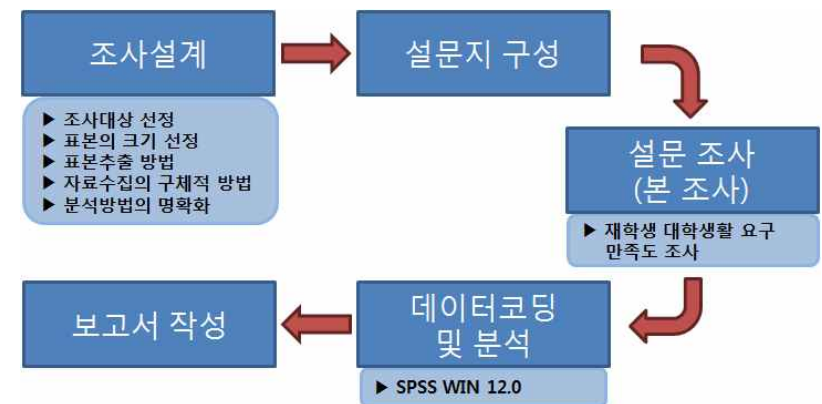 조사설계
▶ 조사대상 선정
▶ 표본의 크기 선정
▶ 표본추출 방법
▶ 자료수집의 구체적 방법
▶ 분석방법의 명확화
설문지 구성
설문 조사
(본 조사)
▶ 재학생 대학생활 요구
만족도 조사
데이터코딩
및 분석
▶ SPSS WIN 12.0
보고서 작성